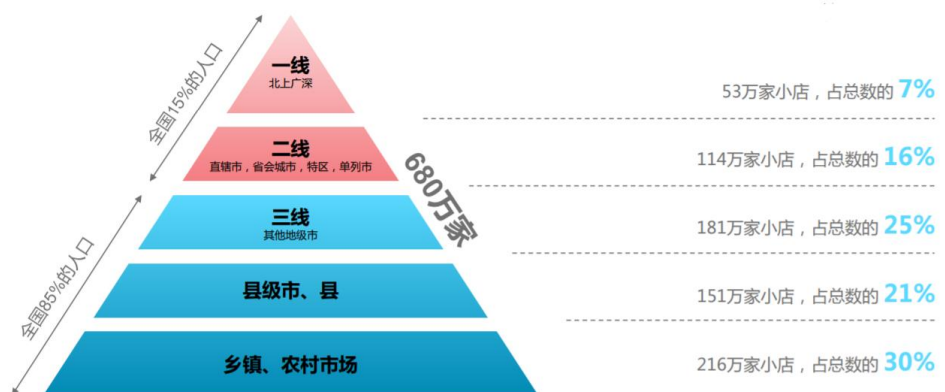 一线
北上广深
全国15%的人口
53万家小店，占总数的 7%
二线
直辖市，省会城市，特区，单列市
114万家小店，占总数的 16%
680万家
三线
其他地级市
181万家小店，占总数的 25%
全国85%的人口
县级市、县
151万家小店，占总数的 21%
乡镇、农村市场
216万家小店，占总数的 30%